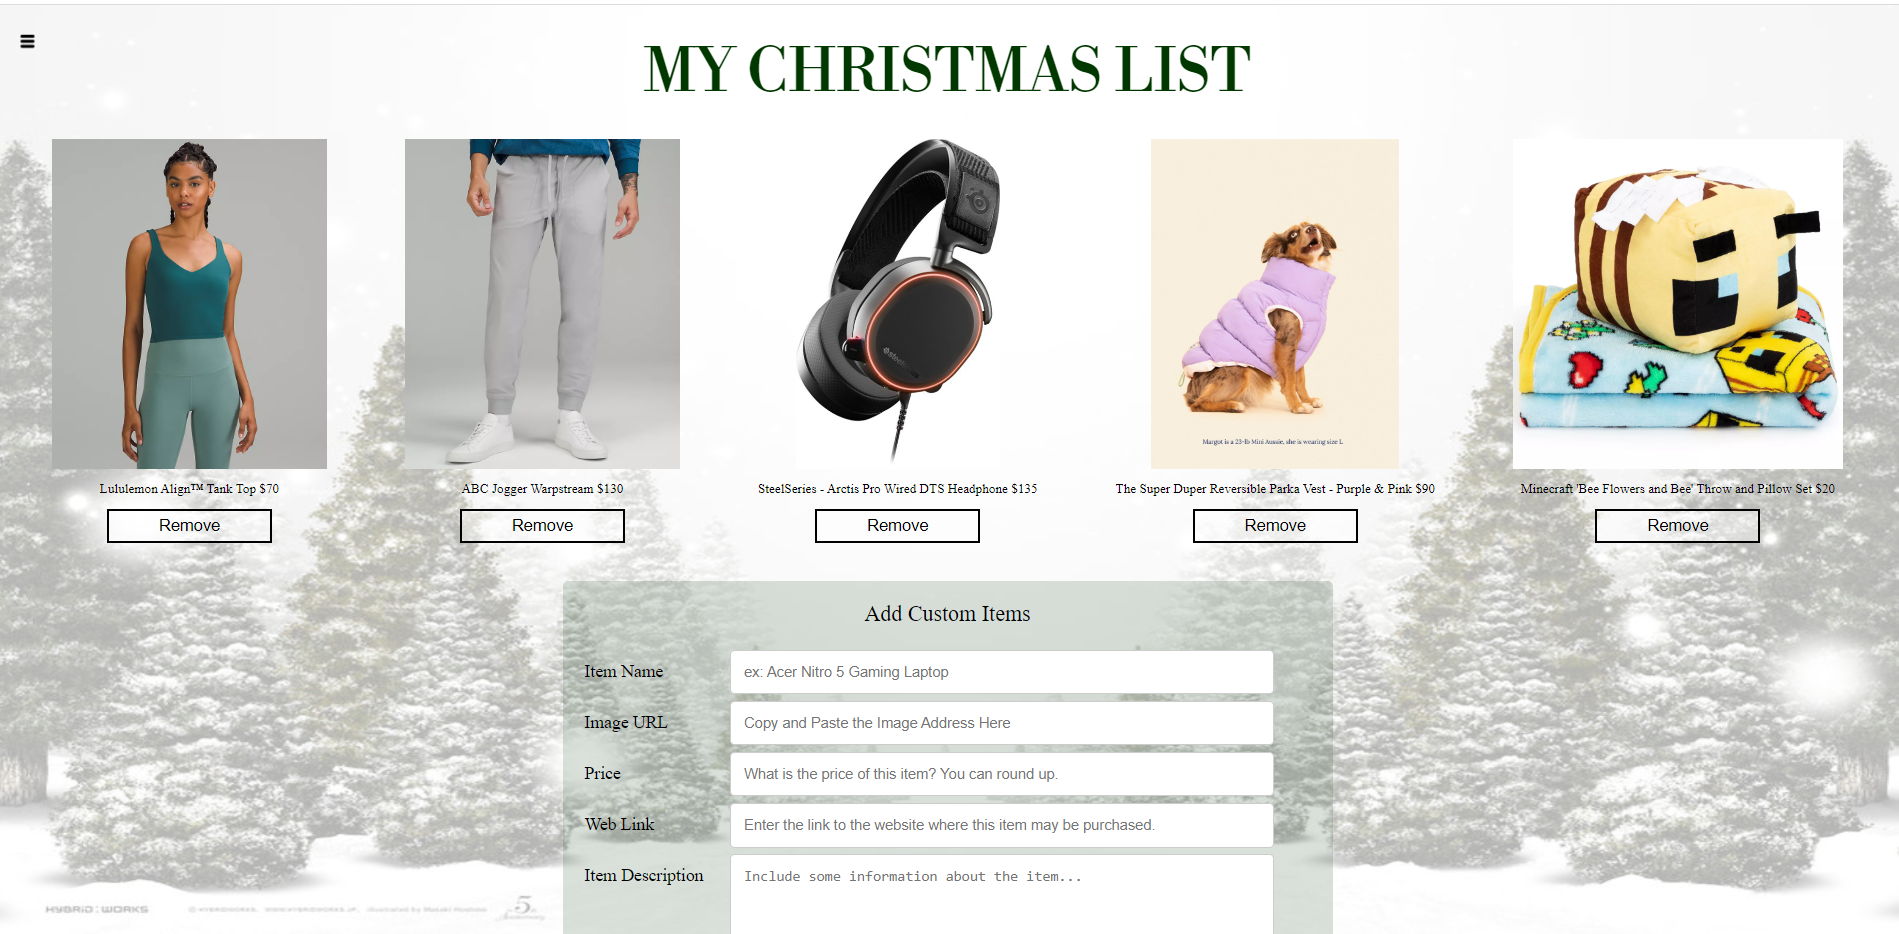 MY CHRISTMAS LIST
steelseries
Margot is a 23-lb Mini Aussie, she is wearing size L
Lululemon Align™ Tank Top $70
ABC Jogger Warpstream $130
SteelSeries - Arctis Pro Wired DTS Headphone $135
The Super Duper Reversible Parka Vest - Purple & Pink $90
Minecraft 'Bee Flowers and Bee' Throw and Pillow Set $20
Remove
Remove
Remove
Remove
Remove
Add Custom Items
Item Name
ex: Acer Nitro 5 Gaming Laptop
Image URL
Copy and Paste the Image Address Here
Price
What is the price of this item? You can round up.
Web Link
Enter the link to the website where this item may be purchased.
Item Description
Include some information about the item...
HYBRID:WORKS
5